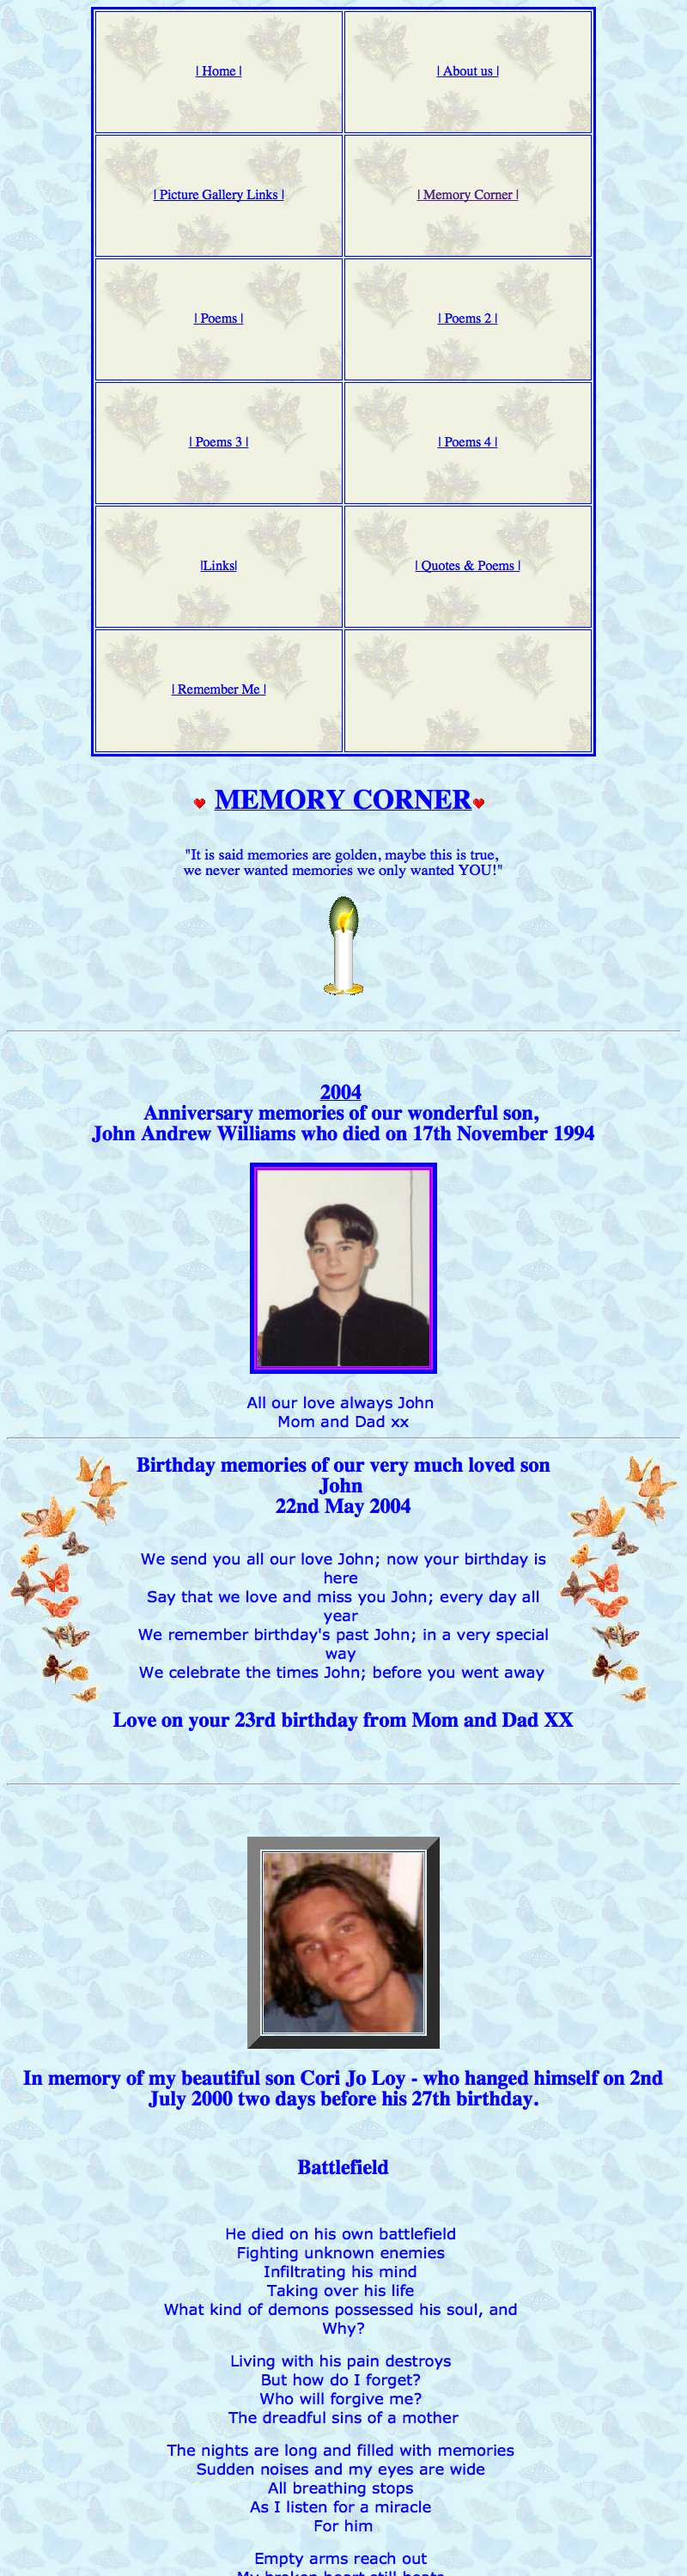 | Home |
| About us |
| Picture Gallery Links |
| Memory Corner |
| Poems |
| Poems 2 |
| Poems 3 |
| Poems 4 |
|Links|
| Quotes & Poems |
| Remember Me |
MEMORY CORNER
"It is said memories are golden, maybe this is true,
we never wanted memories we only wanted YOU!"
2004
Anniversary memories of our wonderful son,
John Andrew Williams who died on 17th November 1994
All our love always John
Mom and Dad xx
Birthday memories of our very much loved son
John
22nd May 2004
We send you all our love John; now your birthday is
here
Say that we love and miss you John; every day all
year
We remember birthday's past John; in a very special
way
We celebrate the times John; before you went away
Love on your 23rd birthday from Mom and Dad XX
In memory of my beautiful son Cori Jo Loy - who hanged himself on 2nd
July 2000 two days before his 27th birthday.
Battlefield
He died on his own battlefield
Fighting unknown enemies
Infiltrating his mind
Taking over his life
What kind of demons possessed his soul, and
Why?
Living with his pain destroys
But how do I forget?
Who will forgive me?
The dreadful sins of a mother
The nights are long and filled with memories
Sudden noises and my eyes are wide
All breathing stops
As I listen for a miracle
For him
Empty arms reach out
My broken heart still beats